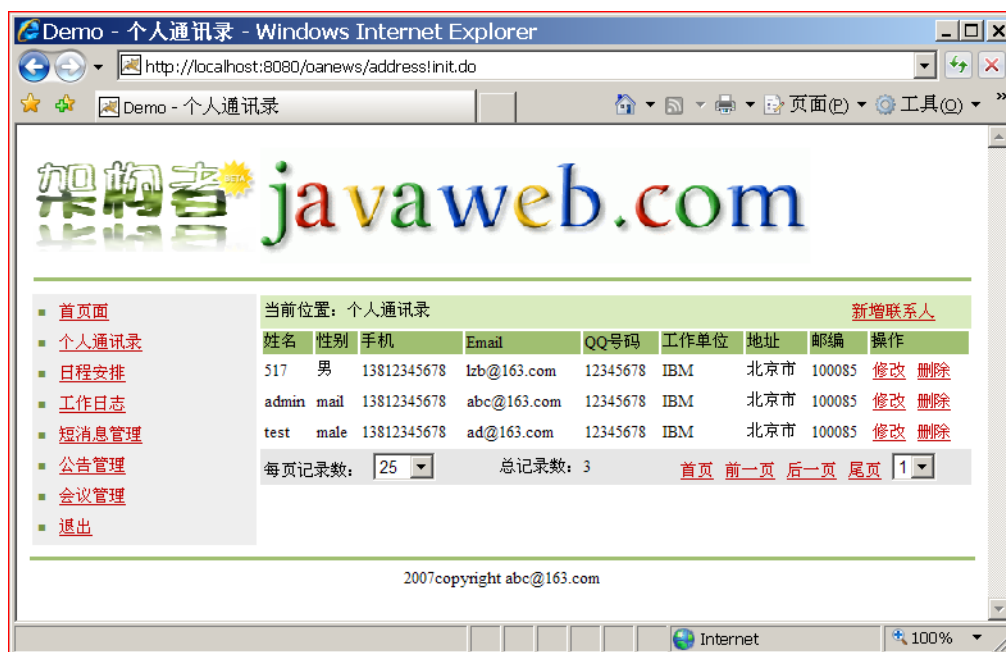 Demo - 个人通讯录 - Windows Internet Explorer
http://localhost:8080/oanews/address!init.do
Demo - 个人通讯录 页面(P) 工具(O) »
架构者 BETA javaweb.com
首页面
个人通讯录
日程安排
工作日志
短消息管理
公告管理
会议管理
退出
当前位置：个人通讯录 新增联系人
姓名 性别 手机 Email QQ号码 工作单位 地址 邮编 操作
517 男 13812345678 lzb@163.com 12345678 IBM 北京市 100085 修改 删除
admin mail 13812345678 abc@163.com 12345678 IBM 北京市 100085 修改 删除
test male 13812345678 ad@163.com 12345678 IBM 北京市 100085 修改 删除
每页记录数： 25 总记录数：3 首页 前一页 后一页 尾页 1
2007copyright abc@163.com
Internet 100%